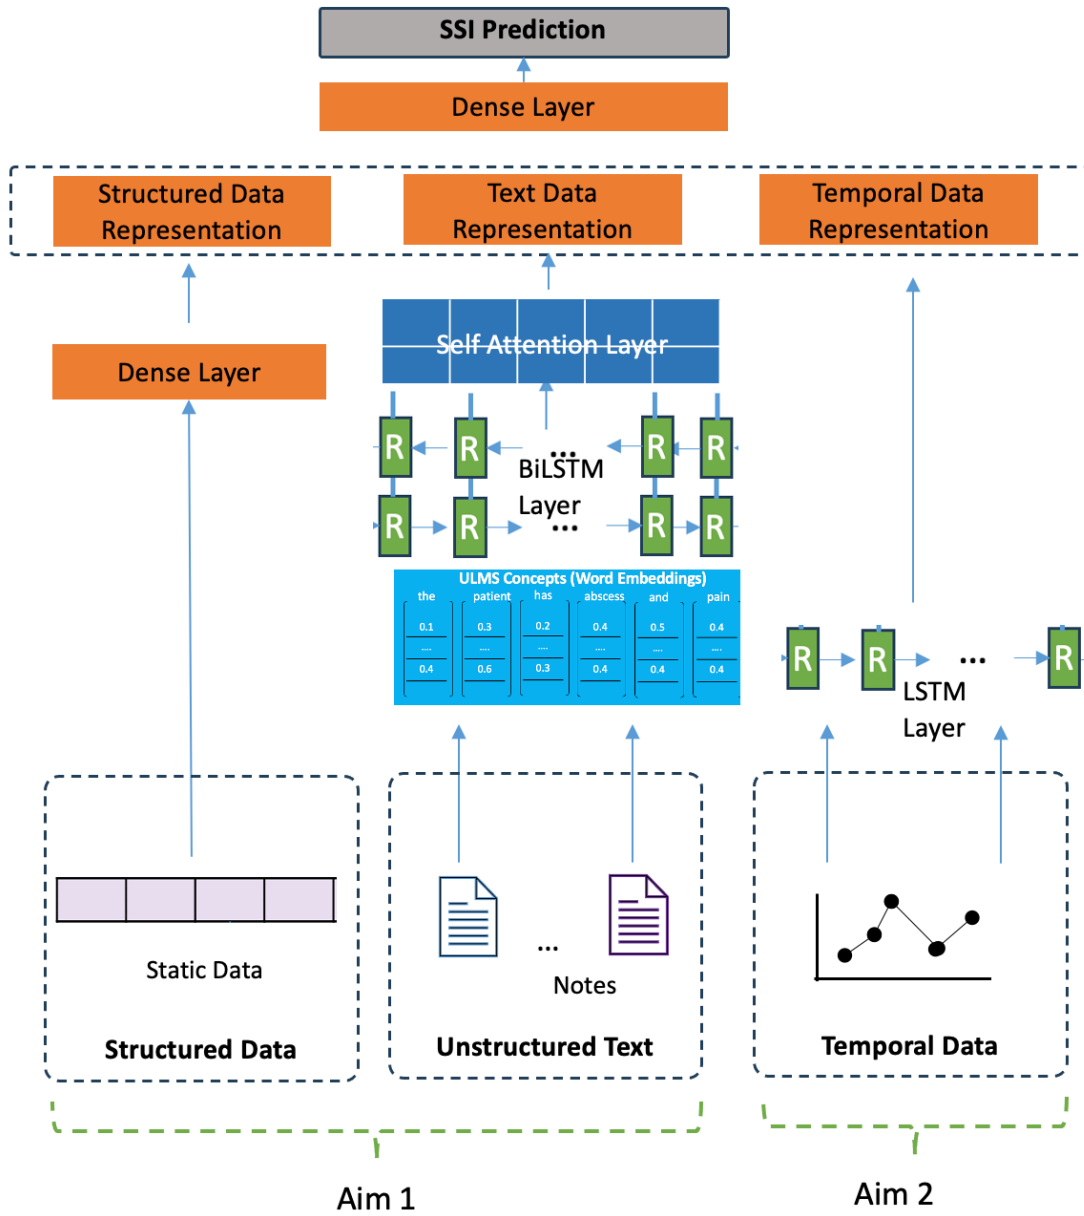 SSI Prediction
Dense Layer
Structured Data
Representation
Text Data
Representation
Temporal Data
Representation
Self Attention Layer
Dense Layer
R R ... R R
BiLSTM
Layer
R R ... R R
ULMS Concepts (Word Embeddings)
the patient has abscess and pain
0.1 0.3 0.2 0.4 0.5 0.4
.... .... .... .... .... ....
0.4 0.6 0.3 0.4 0.4 0.4
R R ... R
LSTM
Layer
...
Static Data
Notes
Structured Data
Unstructured Text
Temporal Data
Aim 1
Aim 2